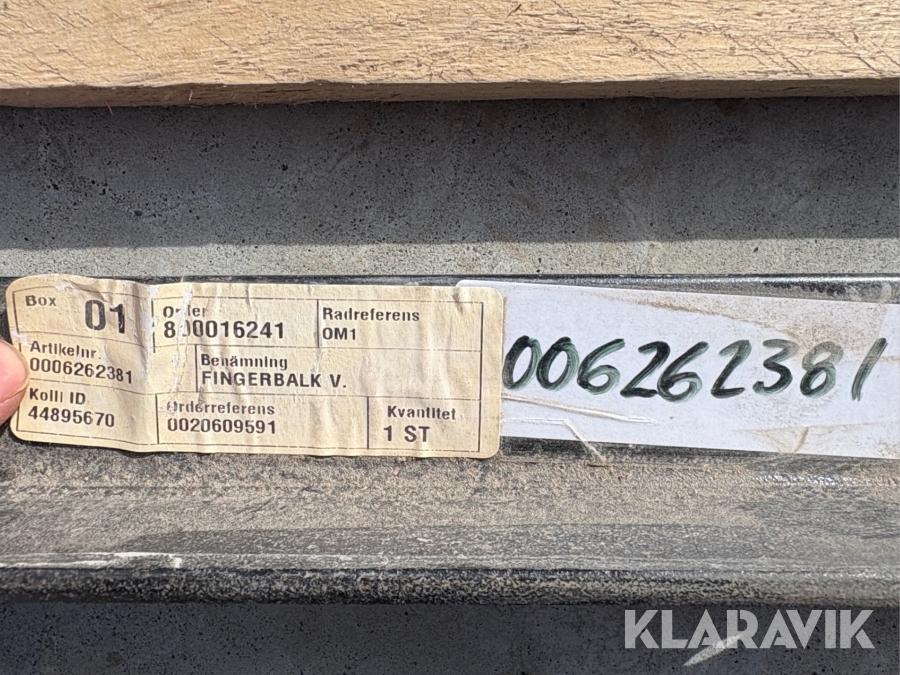 Box 01
Order
800016241
Radreferens
OM1
Artikelnr.
0006262381
Benämning
FINGERBALK V.
Kolli ID
44895670
Orderreferens
0020609591
Kvantitet
1 ST
006262381
KLARAVIK